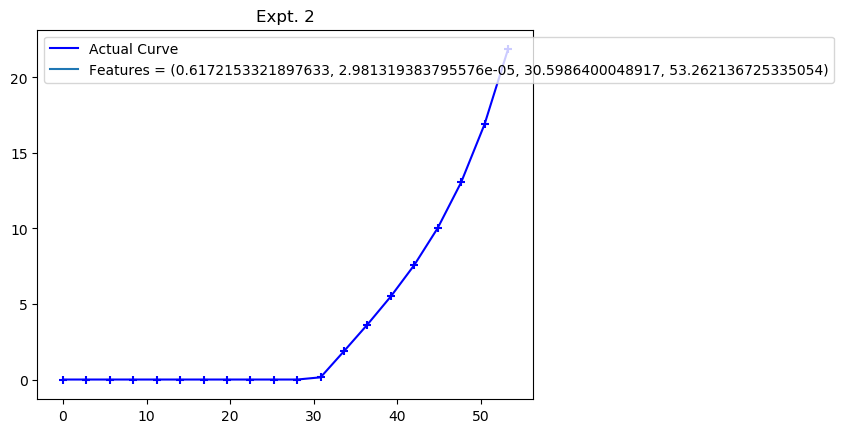 Expt. 2
Actual Curve
Features = (0.6172153321897633, 2.981319383795576e-05, 30.5986400048917, 53.262136725335054)
20
15
10
5
0
0 10 20 30 40 50